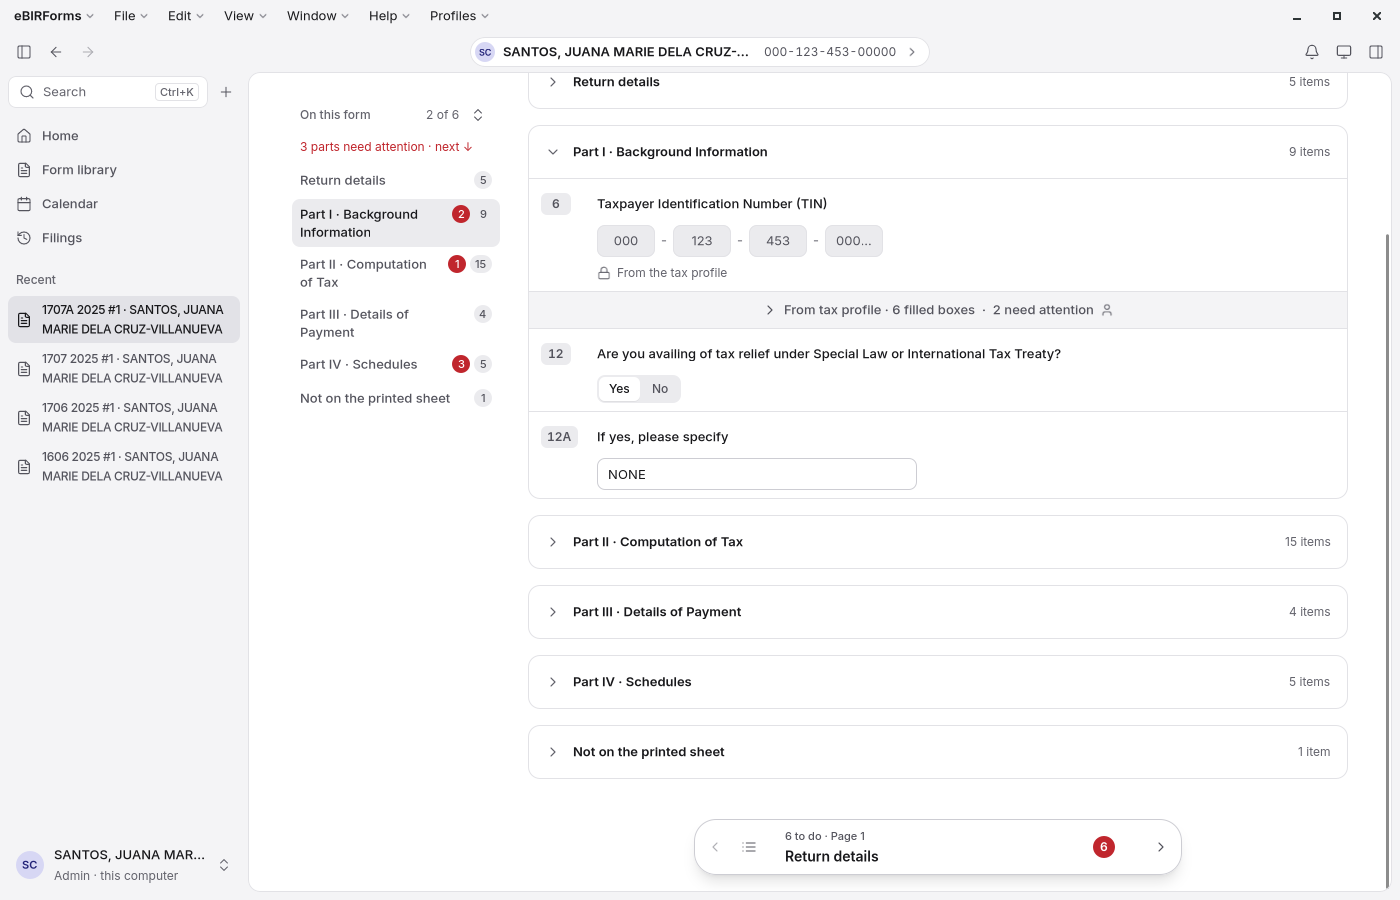 eBIRForms File Edit View Window Help Profiles
SC SANTOS, JUANA MARIE DELA CRUZ-... 000-123-453-00000
Search Ctrl+K
Home
Form library
Calendar
Filings
Recent
1707A 2025 #1 · SANTOS, JUANA
MARIE DELA CRUZ-VILLANUEVA
1707 2025 #1 · SANTOS, JUANA
MARIE DELA CRUZ-VILLANUEVA
1706 2025 #1 · SANTOS, JUANA
MARIE DELA CRUZ-VILLANUEVA
1606 2025 #1 · SANTOS, JUANA
MARIE DELA CRUZ-VILLANUEVA
SC SANTOS, JUANA MAR...
Admin · this computer
On this form 2 of 6
3 parts need attention · next ↓
Return details 5
Part I · Background
Information 2 9
Part II · Computation
of Tax 1 15
Part III · Details of
Payment 4
Part IV · Schedules 3 5
Not on the printed sheet 1
Return details 5 items
Part I · Background Information 9 items
6 Taxpayer Identification Number (TIN)
000 - 123 - 453 - 000...
From the tax profile
From tax profile · 6 filled boxes · 2 need attention
12 Are you availing of tax relief under Special Law or International Tax Treaty?
Yes No
12A If yes, please specify
NONE
Part II · Computation of Tax 15 items
Part III · Details of Payment 4 items
Part IV · Schedules 5 items
Not on the printed sheet 1 item
6 to do · Page 1
Return details 6